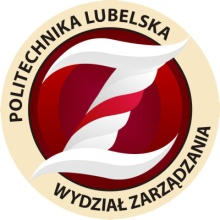 POLITECHNIKA LUBELSKA
WYDZIAŁ ZARZĄDZANIA